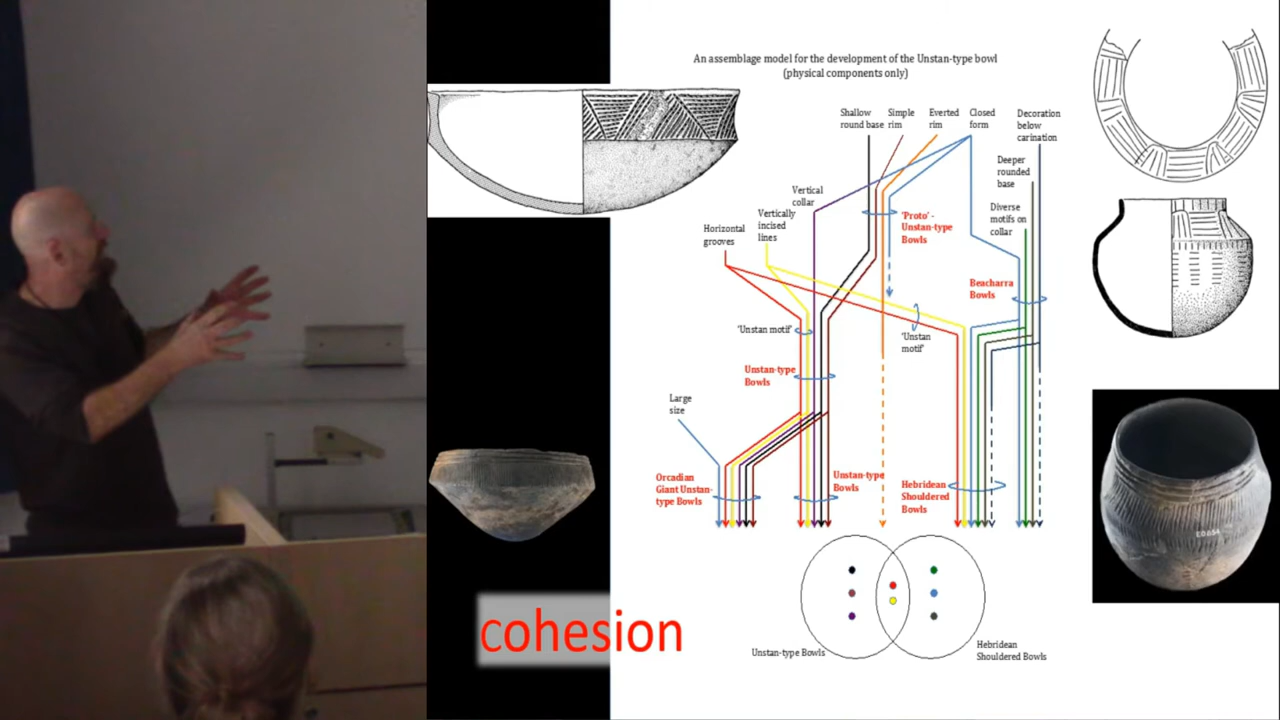 An assemblage model for the development of the Unstan-type bowl
(physical components only)
Shallow
round base
Simple
rim
Everted
rim
Closed
form
Decoration
below
carination
Deeper
rounded
base
Vertical
collar
Diverse
motifs on
collar
Vertically
incised
lines
Horizontal
grooves
'Proto' -
Unstan-type
Bowls
Beacharra
Bowls
'Unstan motif'
'Unstan
motif'
Unstan-type
Bowls
Large
size
Orcadian
Giant Unstan-
type Bowls
Unstan-type
Bowls
Hebridean
Shouldered
Bowls
cohesion
Unstan-type Bowls
Hebridean
Shouldered Bowls